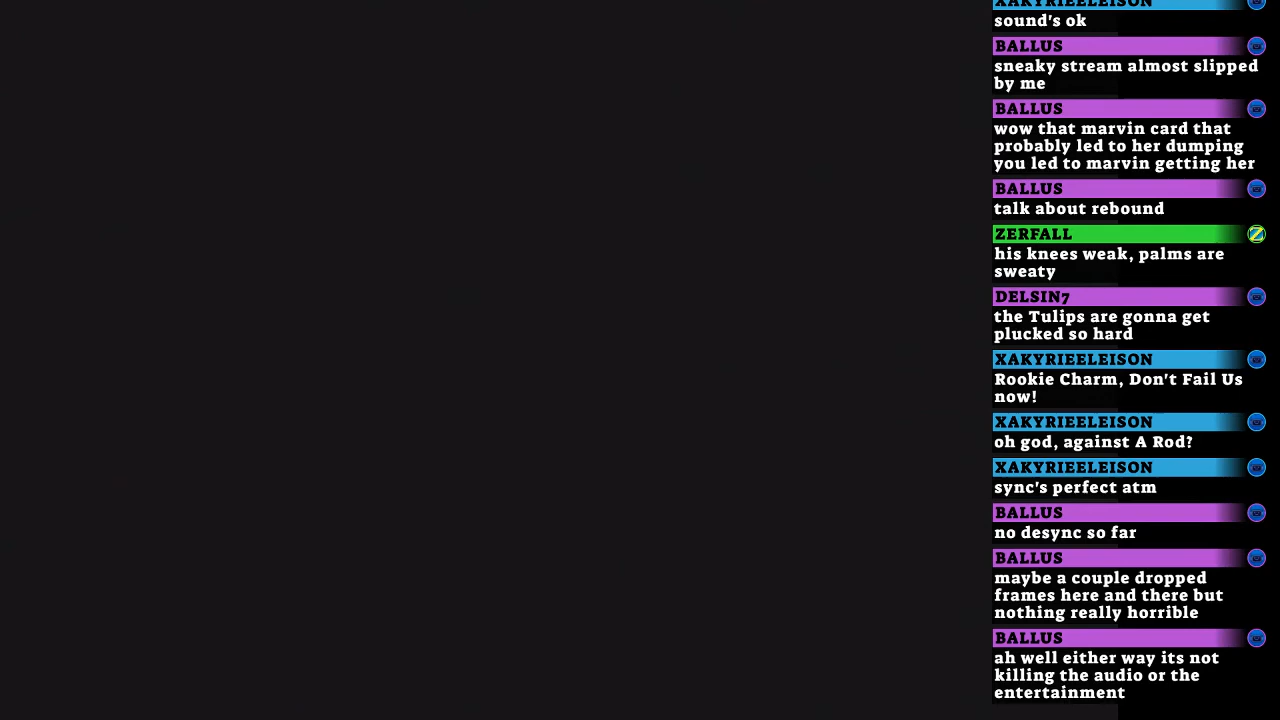 XAKYRIEELEISON
sound's ok
BALLUS
sneaky stream almost slipped
by me
BALLUS
wow that marvin card that
probably led to her dumping
you led to marvin getting her
BALLUS
talk about rebound
ZERFALL
his knees weak, palms are
sweaty
DELSIN7
the Tulips are gonna get
plucked so hard
XAKYRIEELEISON
Rookie Charm, Don't Fail Us
now!
XAKYRIEELEISON
oh god, against A Rod?
XAKYRIEELEISON
sync's perfect atm
BALLUS
no desync so far
BALLUS
maybe a couple dropped
frames here and there but
nothing really horrible
BALLUS
ah well either way its not
killing the audio or the
entertainment